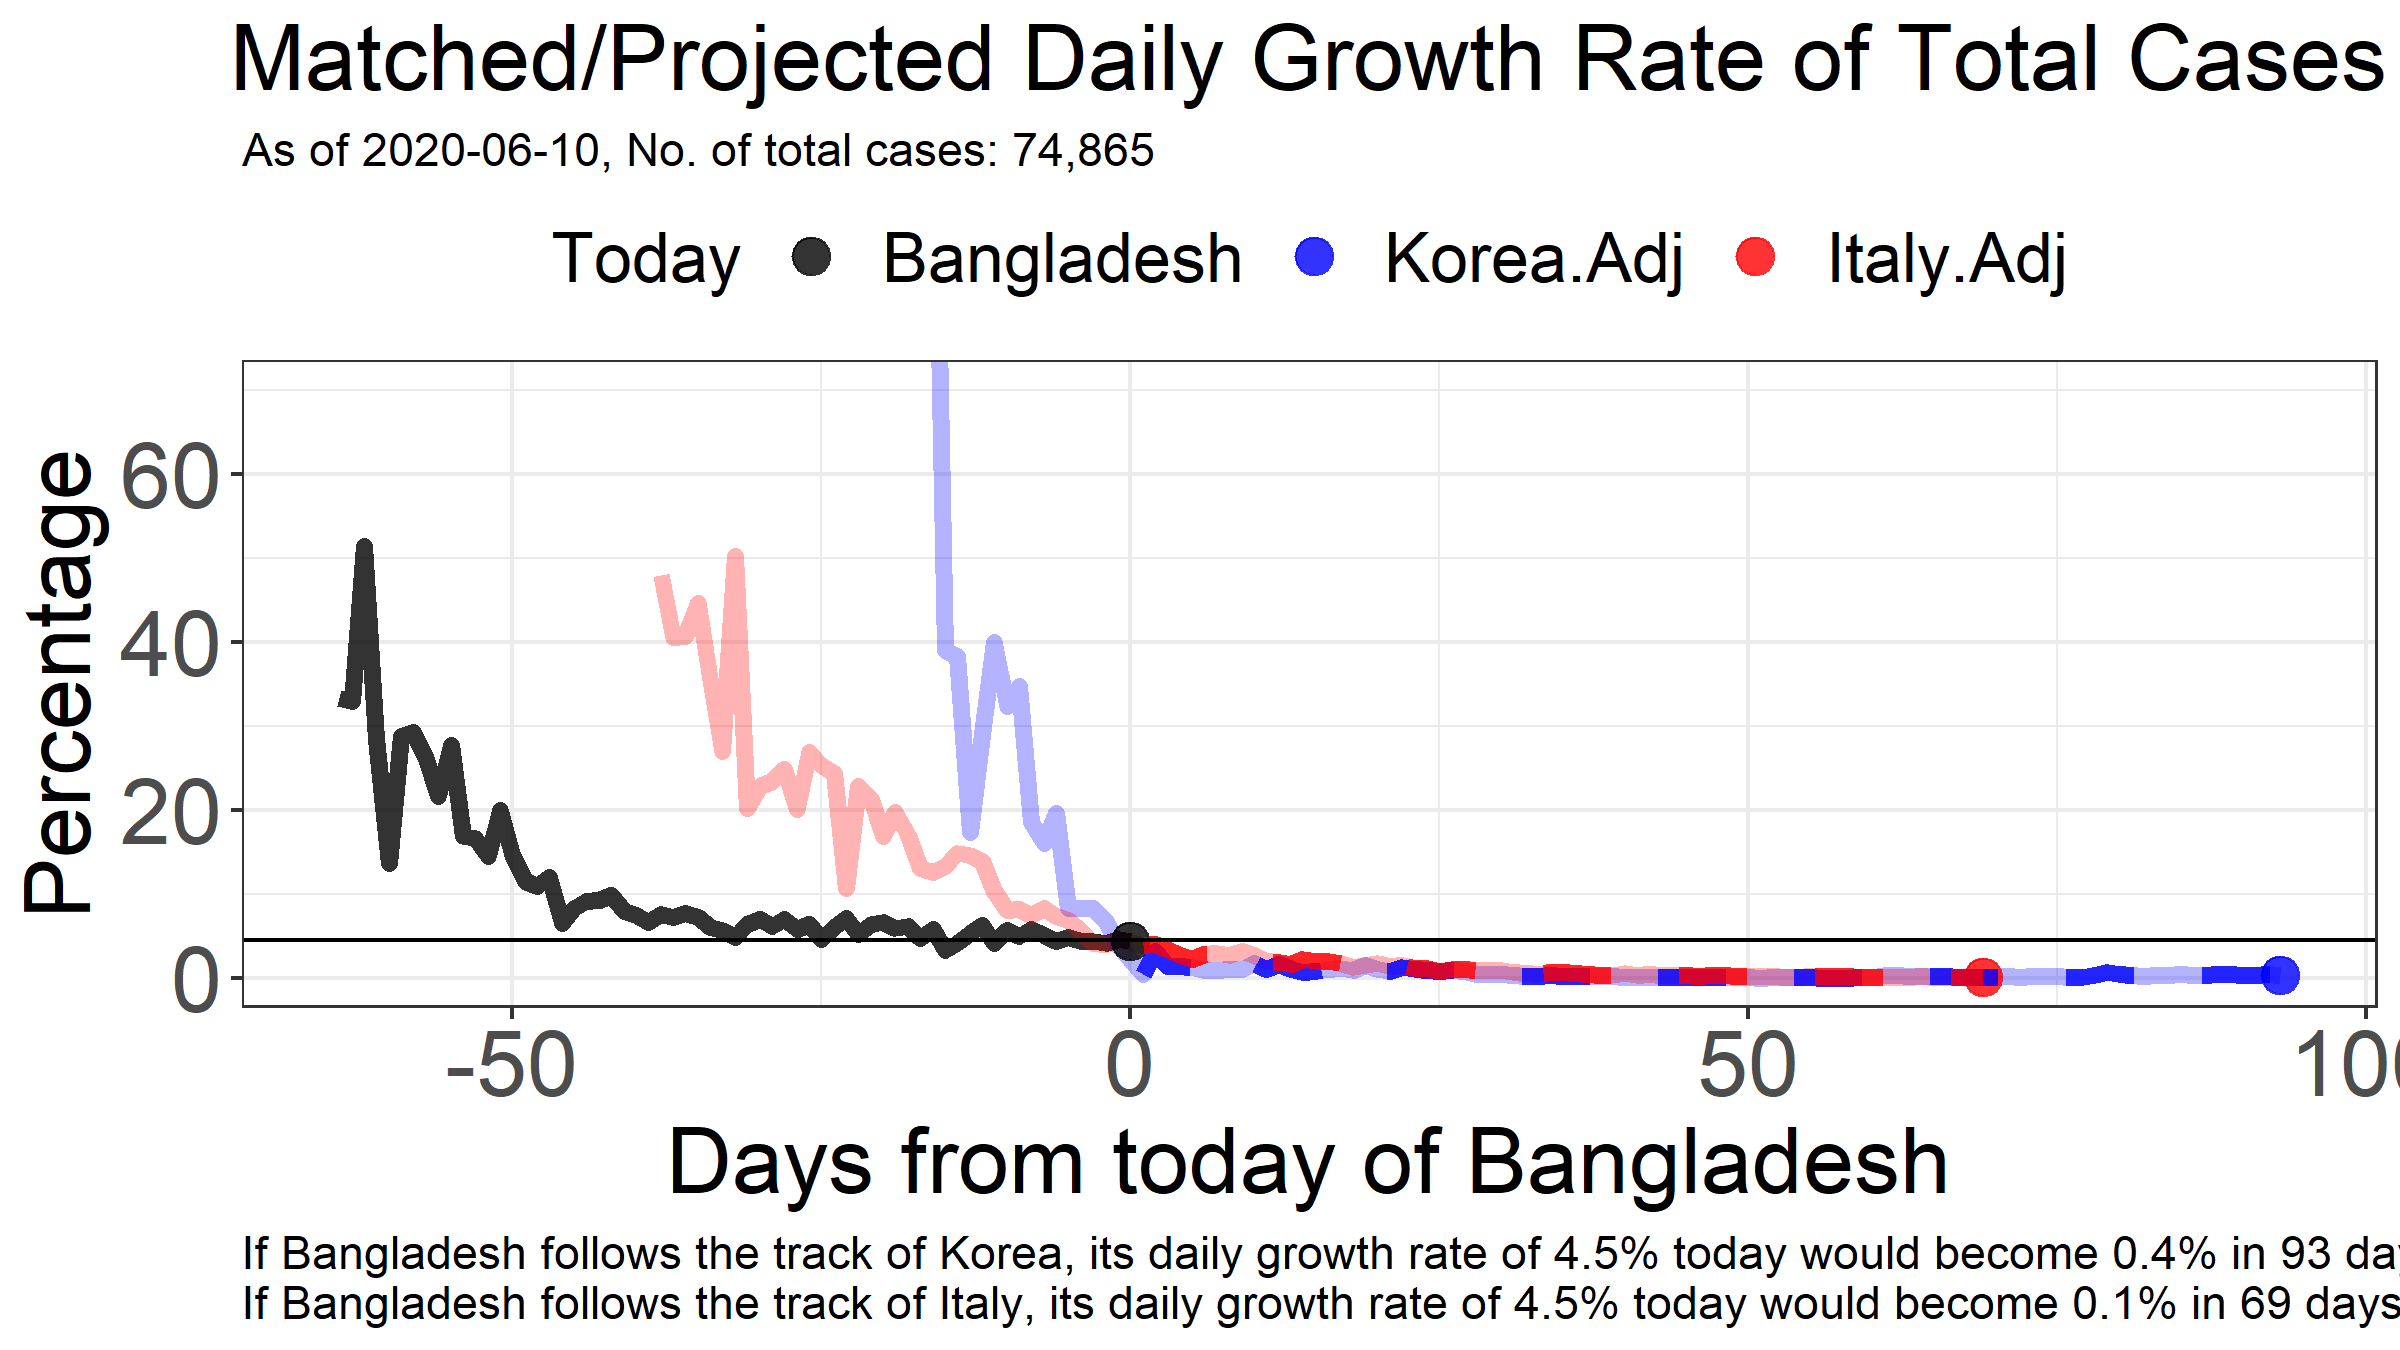 Matched/Projected Daily Growth Rate of Total Cases
As of 2020-06-10, No. of total cases: 74,865
Today Bangladesh Korea.Adj Italy.Adj
Percentage
60
40
20
0
-50 0 50 100
Days from today of Bangladesh
If Bangladesh follows the track of Korea, its daily growth rate of 4.5% today would become 0.4% in 93 day
If Bangladesh follows the track of Italy, its daily growth rate of 4.5% today would become 0.1% in 69 days